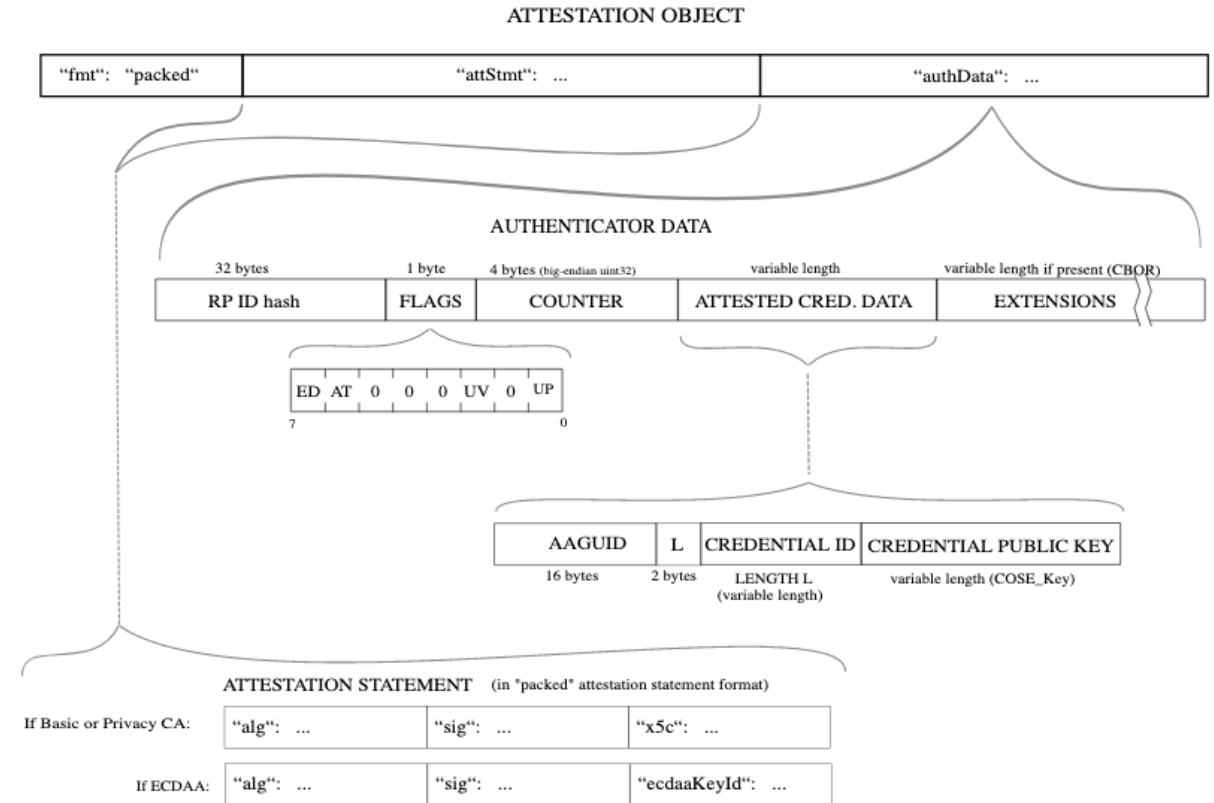 ATTESTATION OBJECT
“fmt“: “packed“ “attStmt“: ... “authData“: ...
AUTHENTICATOR DATA
32 bytes 1 byte 4 bytes (big-endian uint32) variable length variable length if present (CBOR)
RP ID hash FLAGS COUNTER ATTESTED CRED. DATA EXTENSIONS
ED AT 0 0 0 UV 0 UP
7 0
AAGUID L CREDENTIAL ID CREDENTIAL PUBLIC KEY
16 bytes 2 bytes LENGTH L variable length (COSE_Key)
(variable length)
ATTESTATION STATEMENT (in "packed" attestation statement format)
If Basic or Privacy CA: “alg“: ... “sig“: ... “x5c“: ...
If ECDAA: “alg“: ... “sig“: ... “ecdaaKeyId“: ...